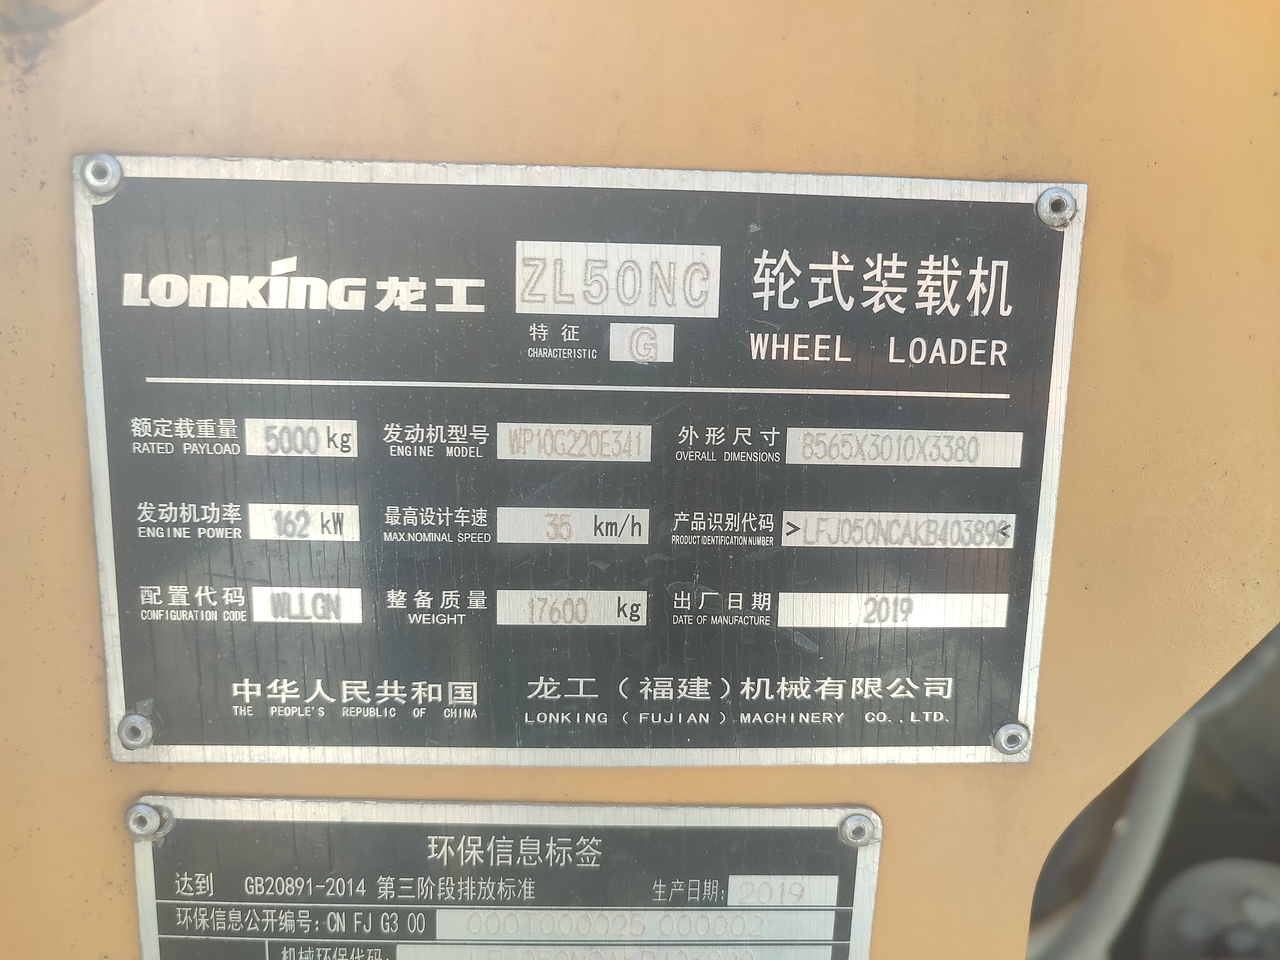 LONKING 龙工 ZL50NC 轮式装载机
特征 G
CHARACTERISTIC
WHEEL LOADER
额定载重量 5000 kg 发动机型号 WP10G220E341 外形尺寸 8565X3010X3380
RATED PAYLOAD ENGINE MODEL OVERALL DIMENSIONS
发动机功率 162 kW 最高设计车速 35 km/h 产品识别代码
ENGINE POWER MAX.NOMINAL SPEED PRODUCT IDENTIFICATION NUMBER
配置代码 WLLGN 整备质量 17600 kg 出厂日期 2019
CONFIGURATION CODE WEIGHT DATE OF MANUFACTURE
中华人民共和国 龙工（福建）机械有限公司
THE PEOPLE'S REPUBLIC OF CHINA LONKING ( FUJIAN ) MACHINERY CO.,LTD.
环保信息标签
达到 GB20891-2014 第三阶段排放标准 生产日期: 2019
环保信息公开编号: CN FJ G3 00
机械环保代码: